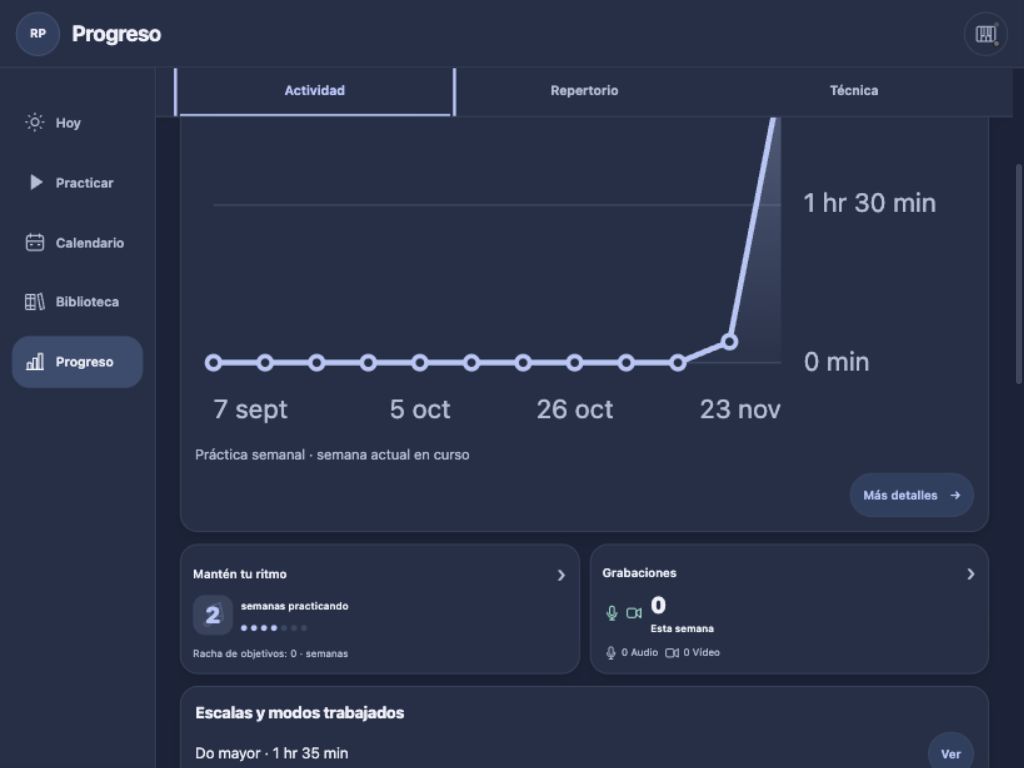 RP
Progreso
Actividad
Repertorio
Técnica
Hoy
Practicar
Calendario
Biblioteca
Progreso
1 hr 30 min
0 min
7 sept
5 oct
26 oct
23 nov
Práctica semanal · semana actual en curso
Más detalles →
Mantén tu ritmo
2
semanas practicando
Racha de objetivos: 0 · semanas
Grabaciones
0
Esta semana
0 Audio
0 Vídeo
Escalas y modos trabajados
Do mayor · 1 hr 35 min
Ver